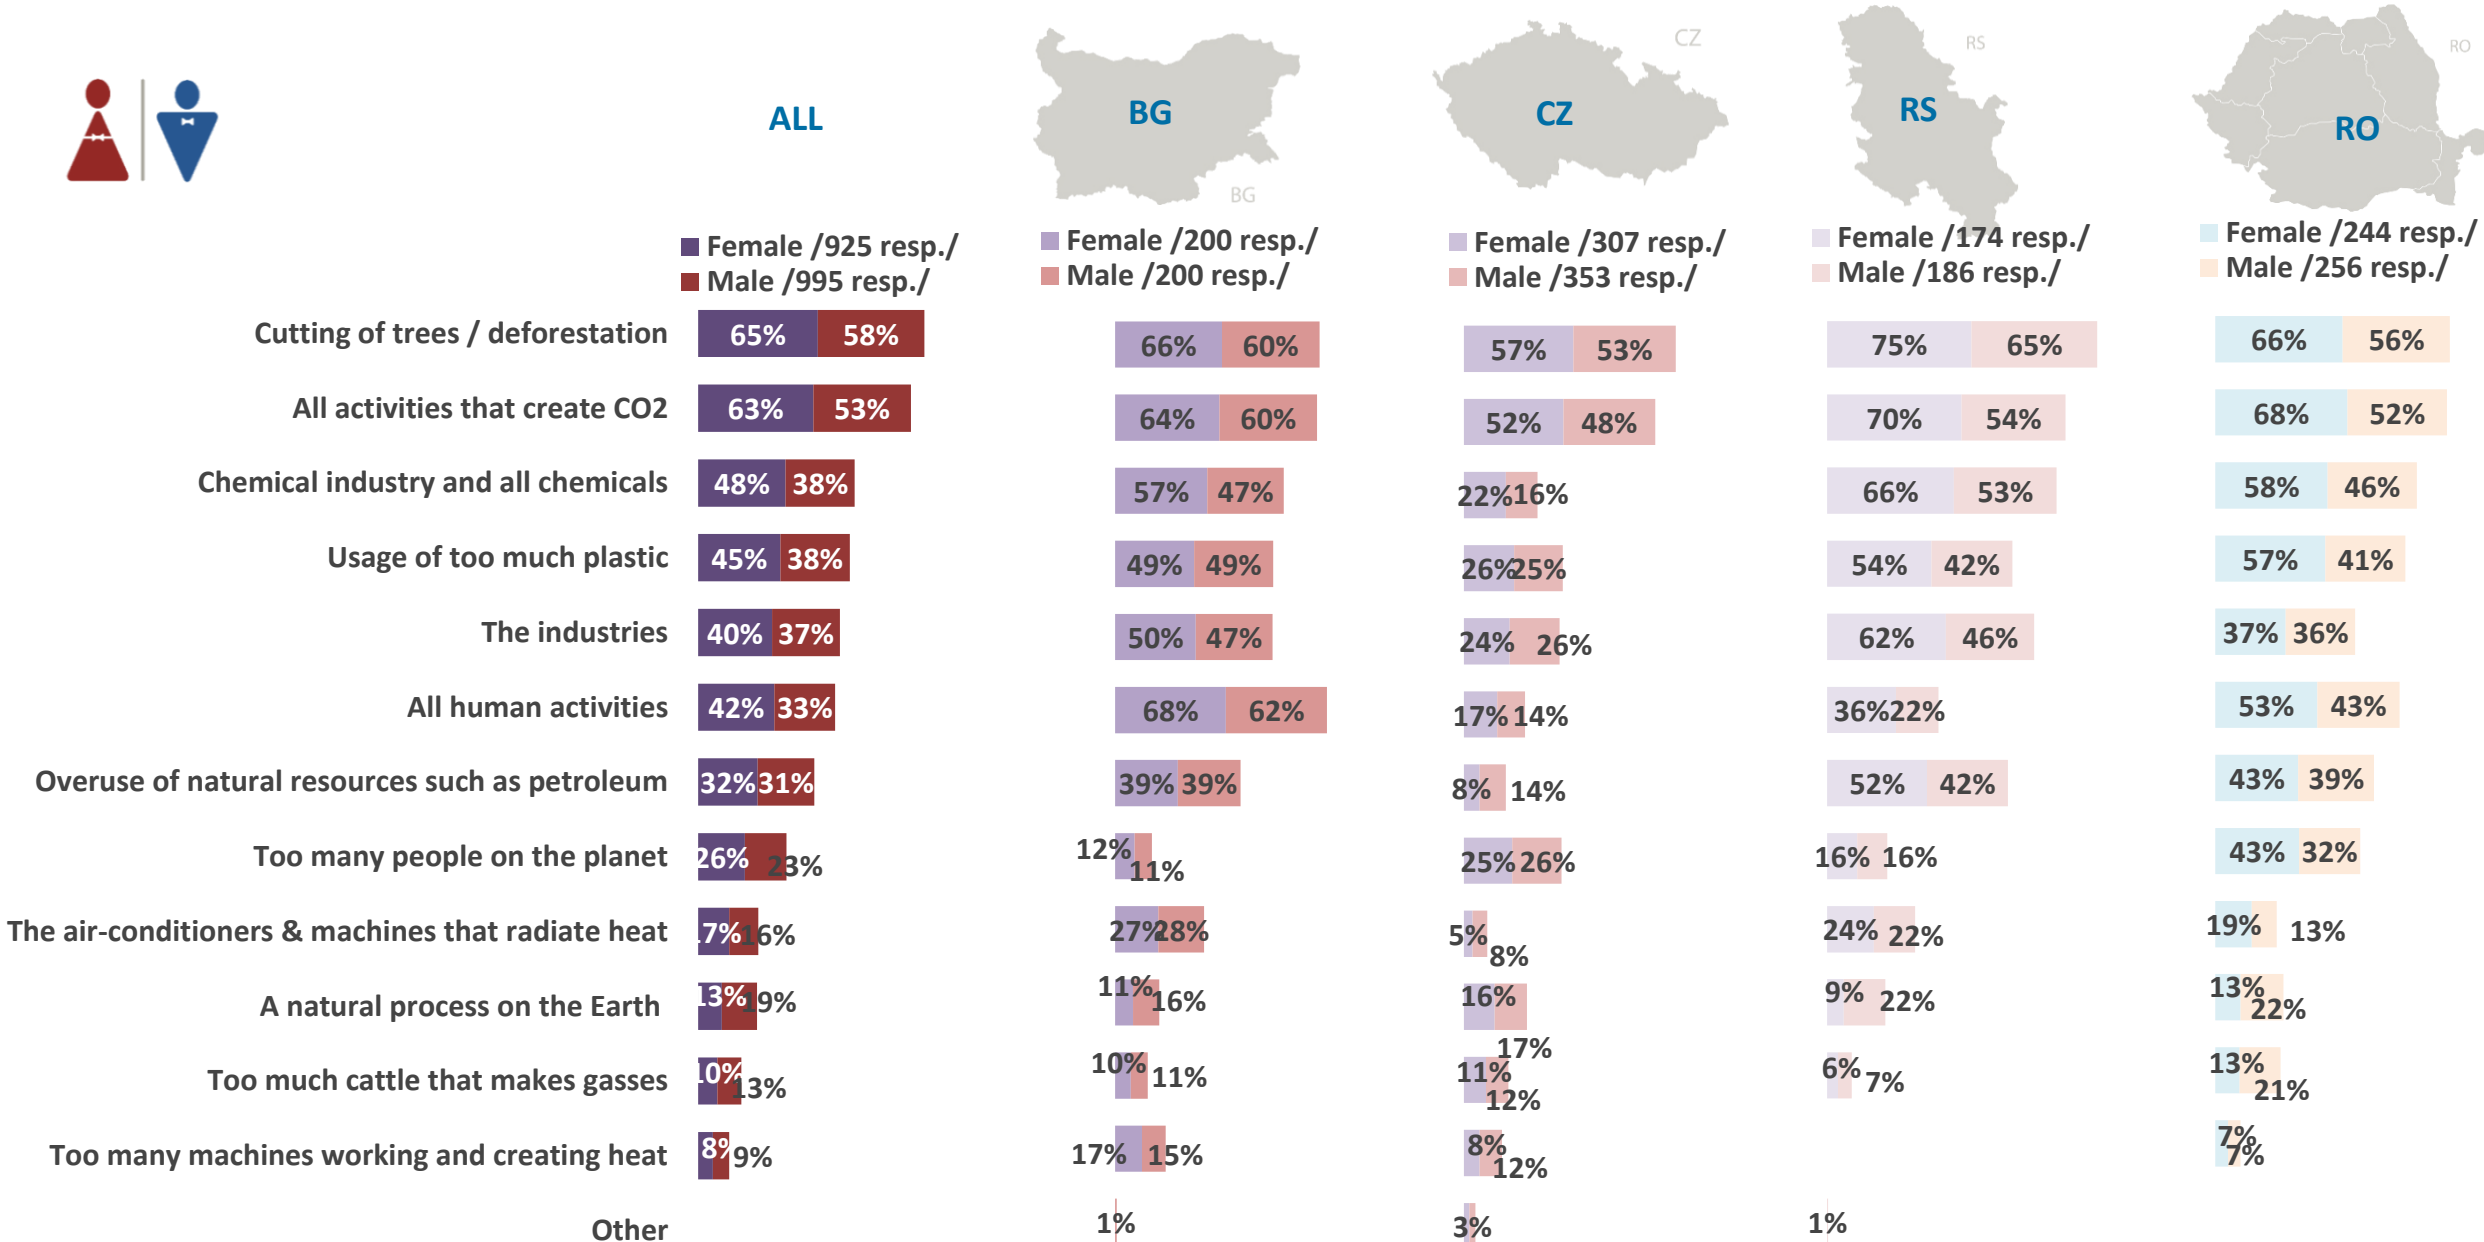 CZ
RS
RO
BG
CZ
RS
RO
ALL
BG
Female /925 resp./
Male /995 resp./
Female /200 resp./
Male /200 resp./
Female /307 resp./
Male /353 resp./
Female /174 resp./
Male /186 resp./
Female /244 resp./
Male /256 resp./
Cutting of trees / deforestation 65% 58% 66% 60% 57% 53% 75% 65% 66% 56%
All activities that create CO2 63% 53% 64% 60% 52% 48% 70% 54% 68% 52%
Chemical industry and all chemicals 48% 38% 57% 47% 22% 16% 66% 53% 58% 46%
Usage of too much plastic 45% 38% 49% 49% 26% 25% 54% 42% 57% 41%
The industries 40% 37% 50% 47% 24% 26% 62% 46% 37% 36%
All human activities 42% 33% 68% 62% 17% 14% 36% 22% 53% 43%
Overuse of natural resources such as petroleum 32% 31% 39% 39% 8% 14% 52% 42% 43% 39%
Too many people on the planet 26% 23% 12% 11% 25% 26% 16% 16% 43% 32%
The air-conditioners & machines that radiate heat 17% 16% 27% 28% 5% 8% 24% 22% 19% 13%
A natural process on the Earth 13% 19% 11% 16% 16% 17% 9% 22% 13% 22%
Too much cattle that makes gasses 10% 13% 10% 11% 11% 12% 6% 7% 13% 21%
Too many machines working and creating heat 8% 9% 17% 15% 8% 12% 7% 7%
Other 1% 3% 1%